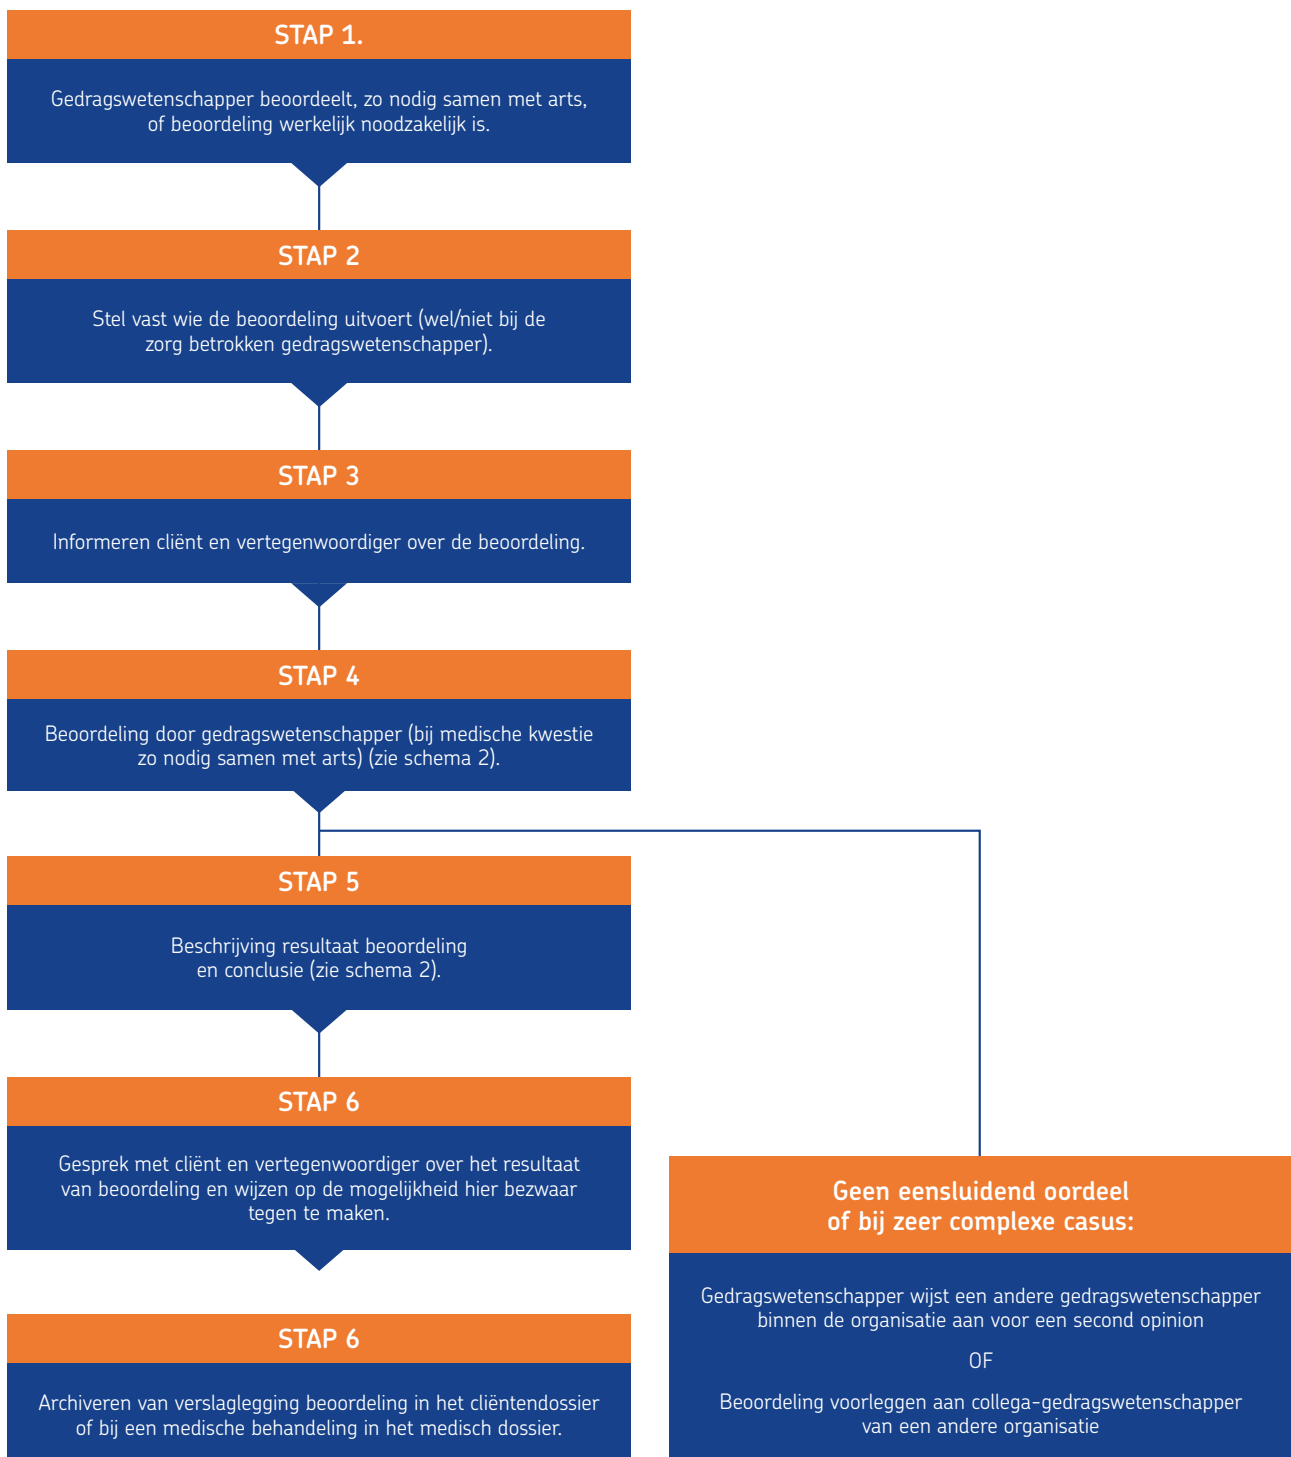 STAP 1.
Gedragswetenschapper beoordeelt, zo nodig samen met arts,
of beoordeling werkelijk noodzakelijk is.
STAP 2
Stel vast wie de beoordeling uitvoert (wel/niet bij de
zorg betrokken gedragswetenschapper).
STAP 3
Informeren cliënt en vertegenwoordiger over de beoordeling.
STAP 4
Beoordeling door gedragswetenschapper (bij medische kwestie
zo nodig samen met arts) (zie schema 2).
STAP 5
Beschrijving resultaat beoordeling
en conclusie (zie schema 2).
STAP 6
Gesprek met cliënt en vertegenwoordiger over het resultaat
van beoordeling en wijzen op de mogelijkheid hier bezwaar
tegen te maken.
STAP 6
Archiveren van verslaglegging beoordeling in het cliëntendossier
of bij een medische behandeling in het medisch dossier.
Geen eensluidend oordeel
of bij zeer complexe casus:
Gedragswetenschapper wijst een andere gedragswetenschapper
binnen de organisatie aan voor een second opinion
OF
Beoordeling voorleggen aan collega-gedragswetenschapper
van een andere organisatie